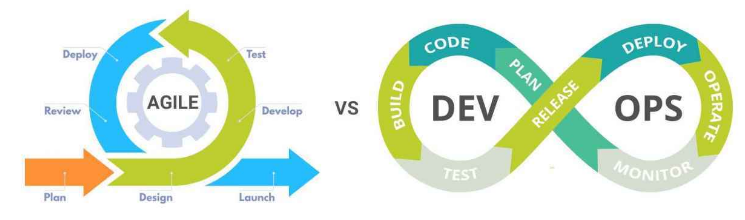 Deploy
Test
Review
AGILE
Develop
Plan
Design
Launch
VS
CODE
PLAN
DEPLOY
BUILD
DEV
RELEASE
OPS
OPERATE
TEST
MONITOR